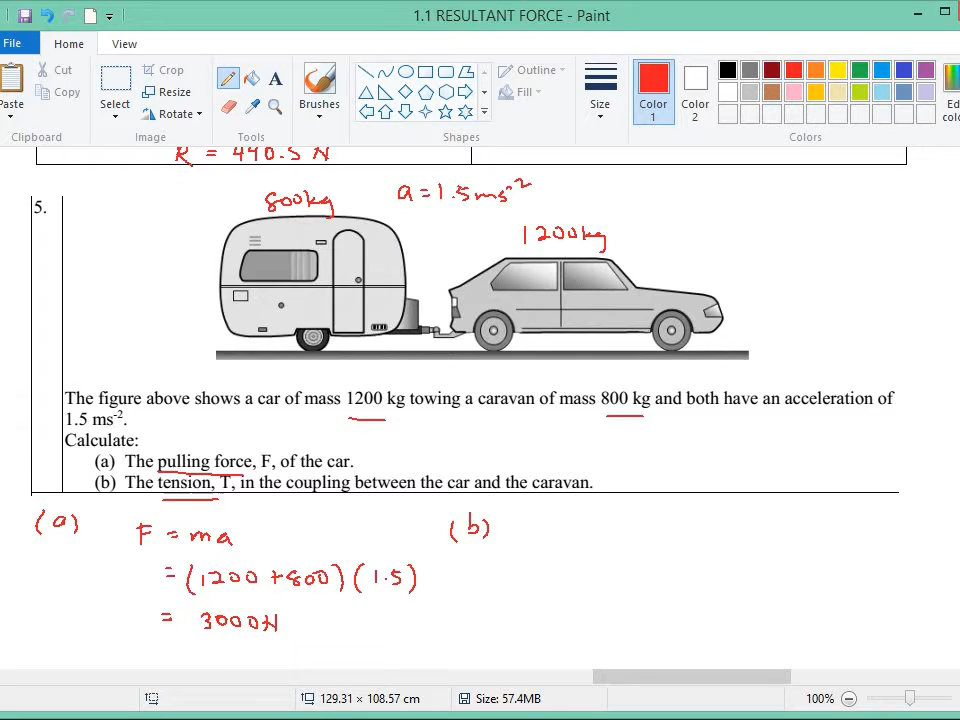 1.1 RESULTANT FORCE - Paint
File Home View
Paste
Cut
Copy
Clipboard
Select
Crop
Resize
Rotate
Image
A
Tools
Brushes
Outline
Fill
Shapes
Size
Color 1
Color 2
Colors
R = 440.5 N
5.
800kg
a = 1.5ms⁻²
1200kg
The figure above shows a car of mass 1200 kg towing a caravan of mass 800 kg and both have an acceleration of
1.5 ms⁻².
Calculate:
(a) The pulling force, F, of the car.
(b) The tension, T, in the coupling between the car and the caravan.
(a) F = ma
= (1200 + 800) (1.5)
= 3000N
(b)
129.31 × 108.57 cm
Size: 57.4MB
100%